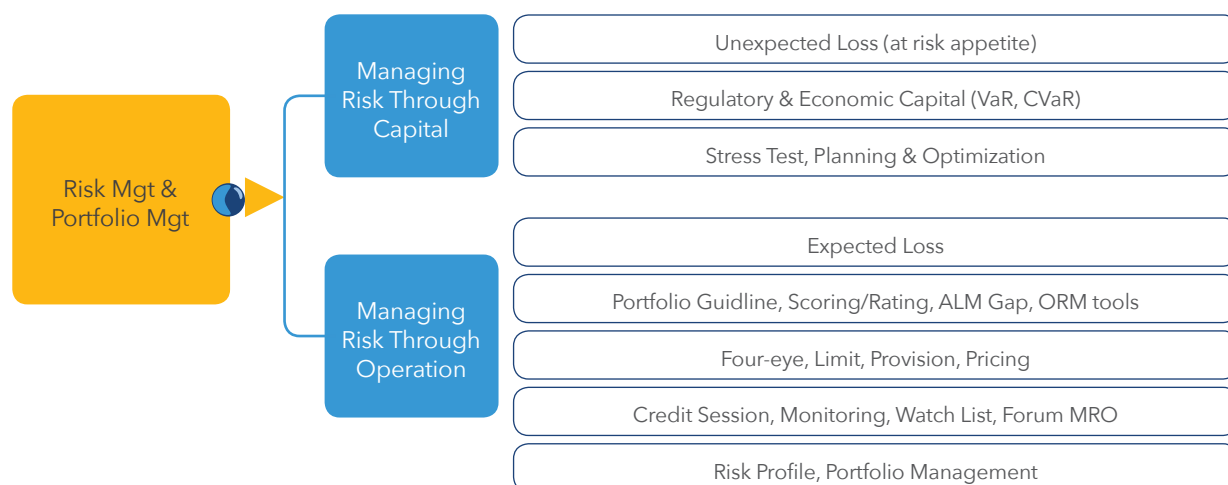 Risk Mgt &
Portfolio Mgt
Managing
Risk Through
Capital
Unexpected Loss (at risk appetite)
Regulatory & Economic Capital (VaR, CVaR)
Stress Test, Planning & Optimization
Managing
Risk Through
Operation
Expected Loss
Portfolio Guidline, Scoring/Rating, ALM Gap, ORM tools
Four-eye, Limit, Provision, Pricing
Credit Session, Monitoring, Watch List, Forum MRO
Risk Profile, Portfolio Management